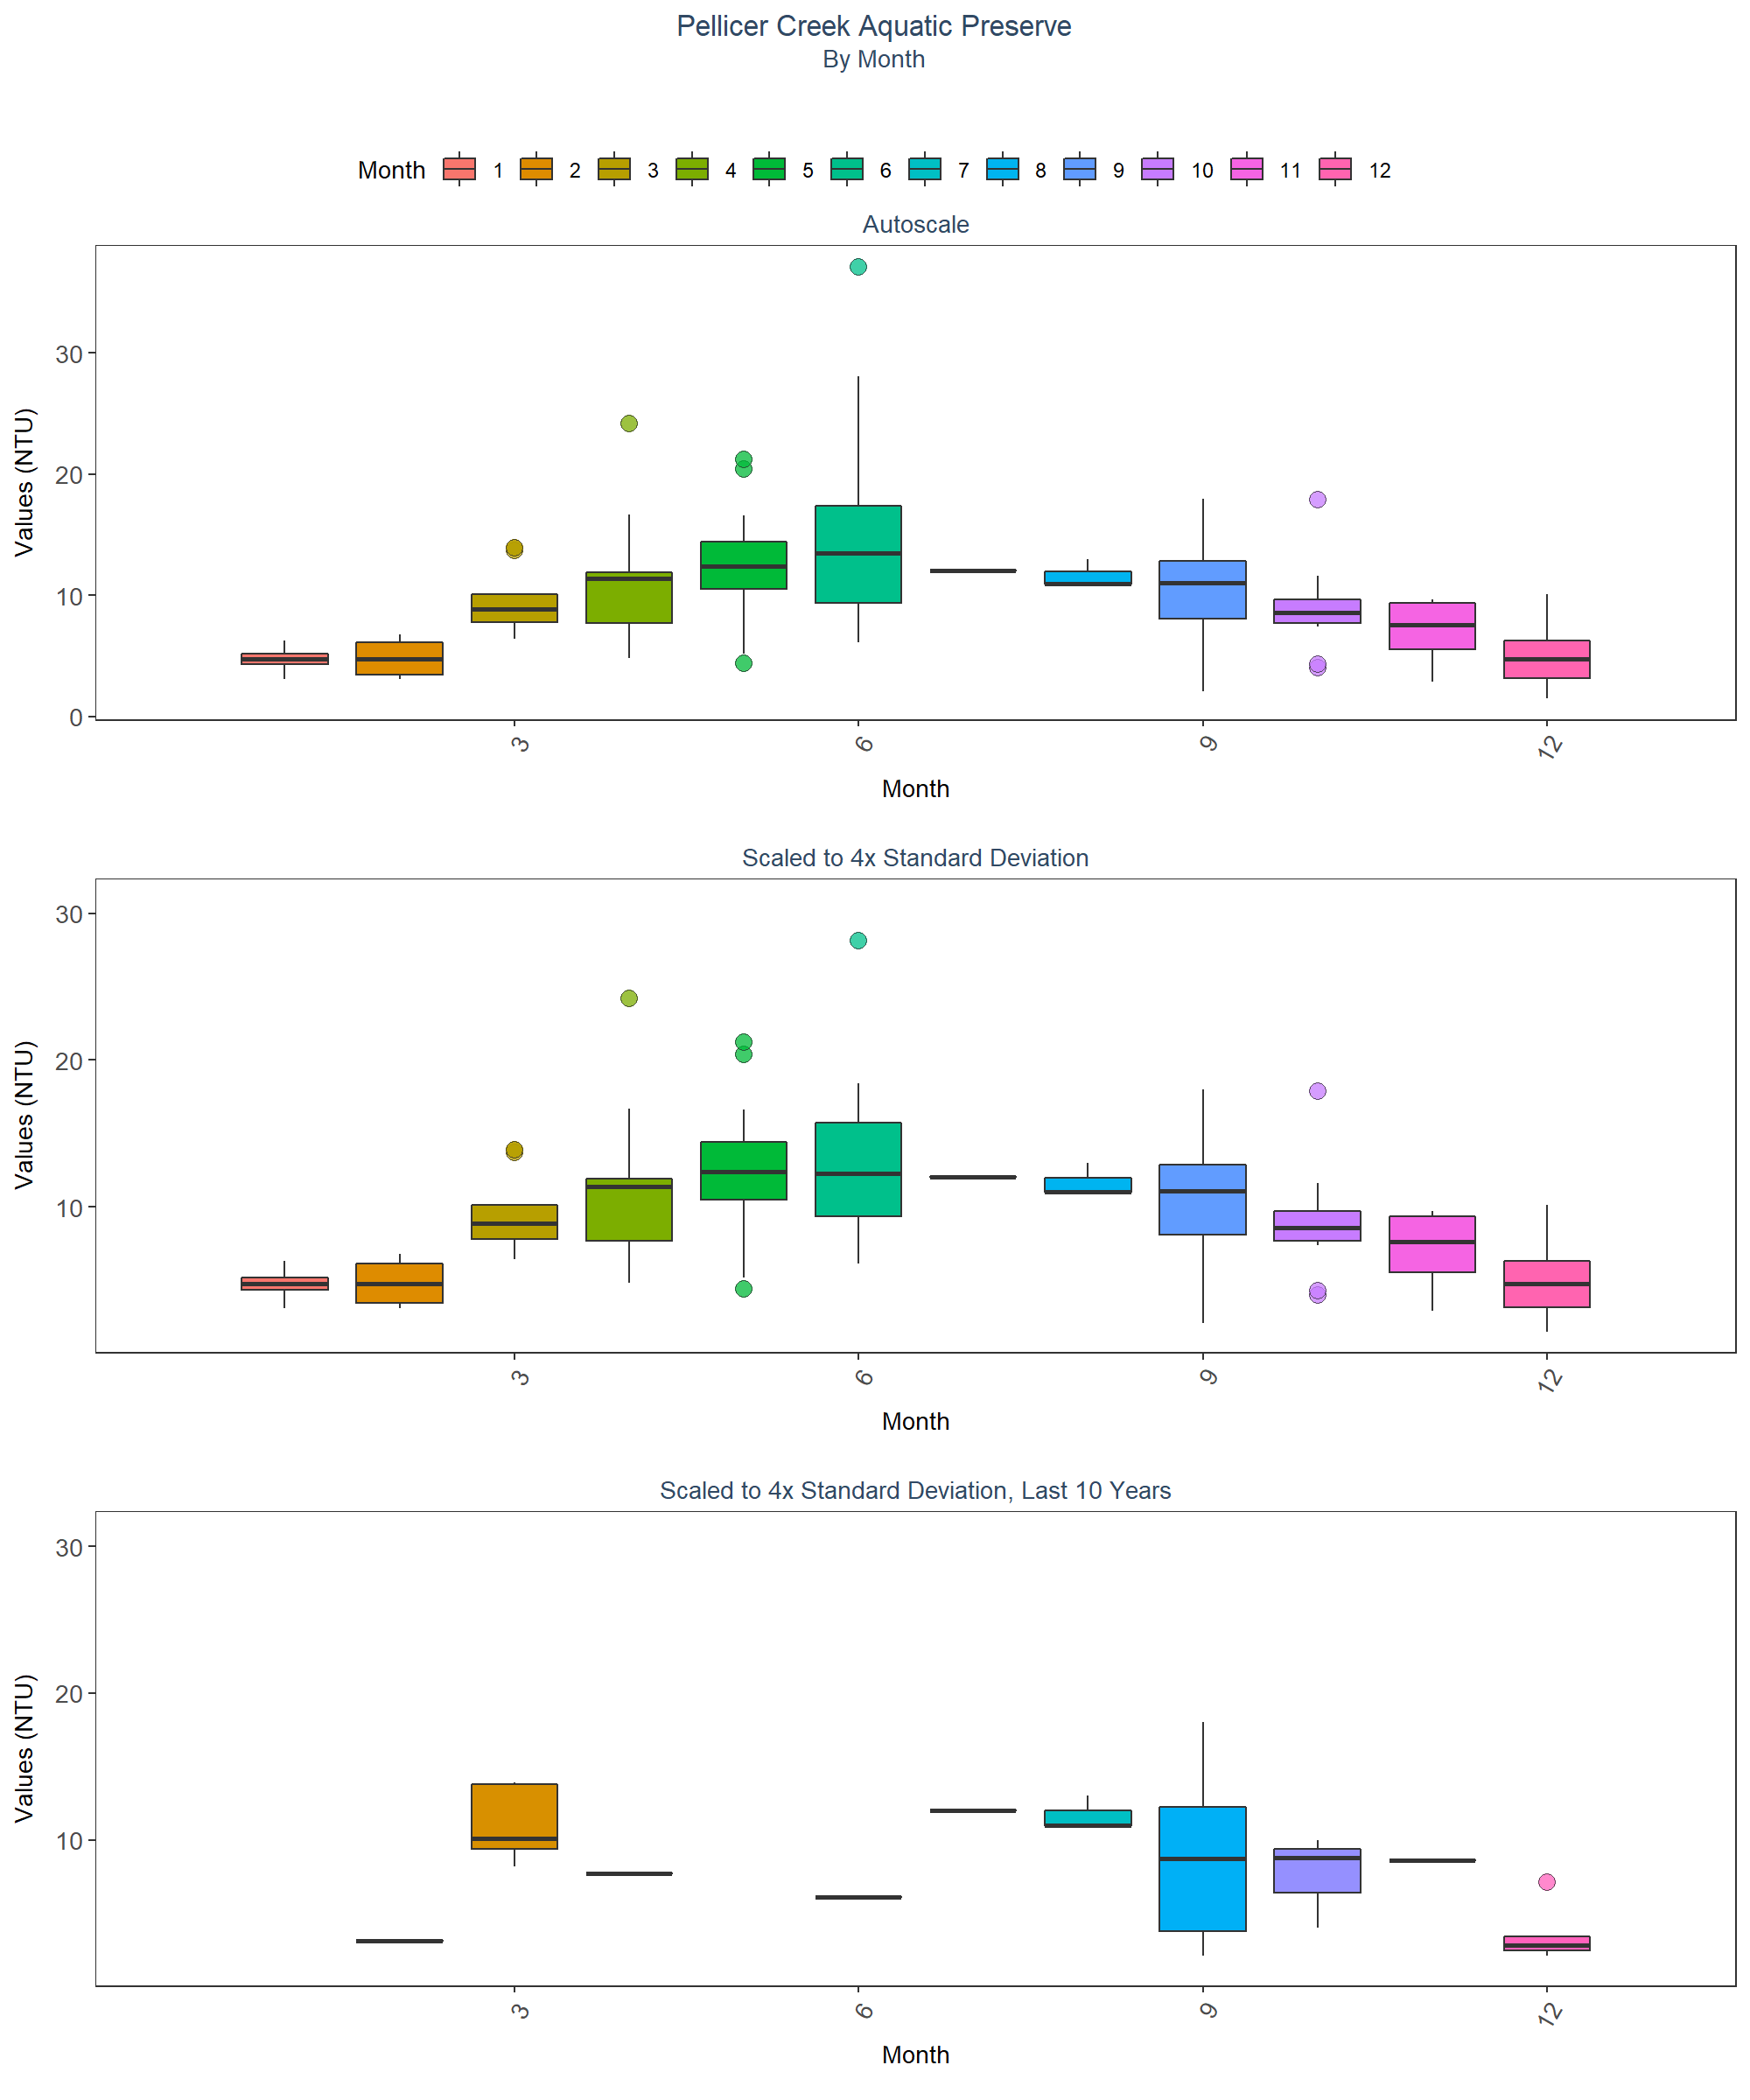 Pellicer Creek Aquatic Preserve
By Month
Month 1 2 3 4 5 6 7 8 9 10 11 12
Autoscale
Values (NTU)
30
20
10
0
3 6 9 12
Month
Scaled to 4x Standard Deviation
Values (NTU)
30
20
10
3 6 9 12
Month
Scaled to 4x Standard Deviation, Last 10 Years
Values (NTU)
30
20
10
3 6 9 12
Month